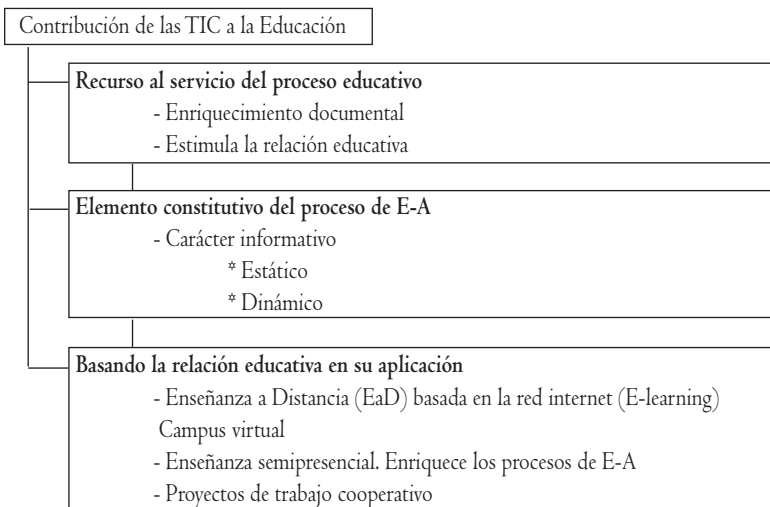 Contribución de las TIC a la Educación
Recurso al servicio del proceso educativo
- Enriquecimiento documental
- Estimula la relación educativa
Elemento constitutivo del proceso de E-A
- Carácter informativo
* Estático
* Dinámico
Basando la relación educativa en su aplicación
- Enseñanza a Distancia (EaD) basada en la red internet (E-learning)
Campus virtual
- Enseñanza semipresencial. Enriquece los procesos de E-A
- Proyectos de trabajo cooperativo